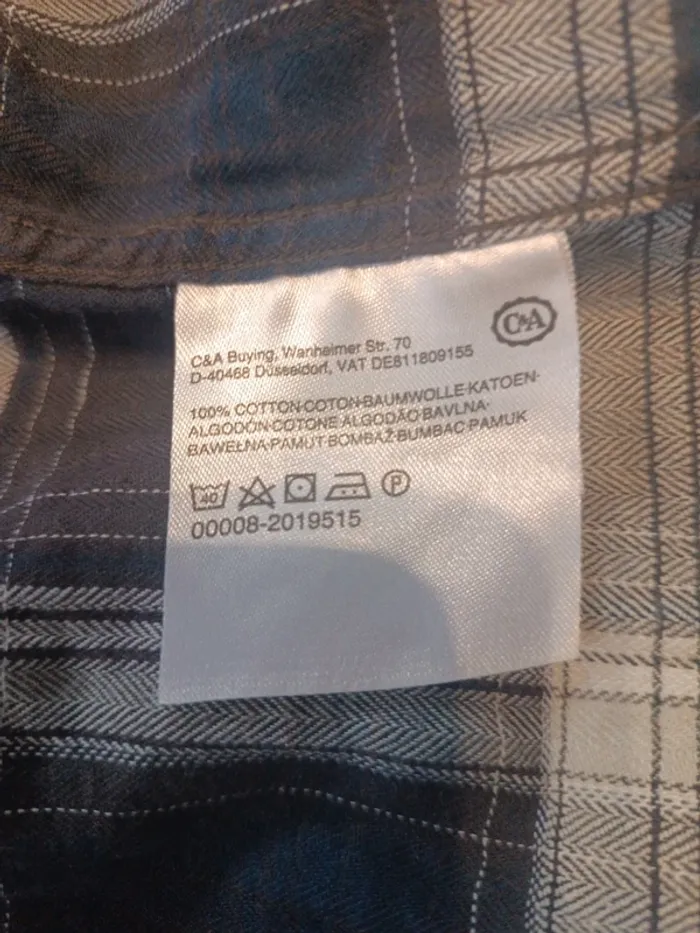 C&A
C&A Buying, Wanheimer Str. 70
D-40468 Düsseldorf, VAT DE811809155
100% COTTON·COTON·BAUMWOLLE·KATOEN·
ALGODÓN·COTONE ALGODÃO·BAVLNA·
BAWEŁNA·PAMUT·BOMBAŽ·BUMBAC PAMUK
40 P
00008-2019515